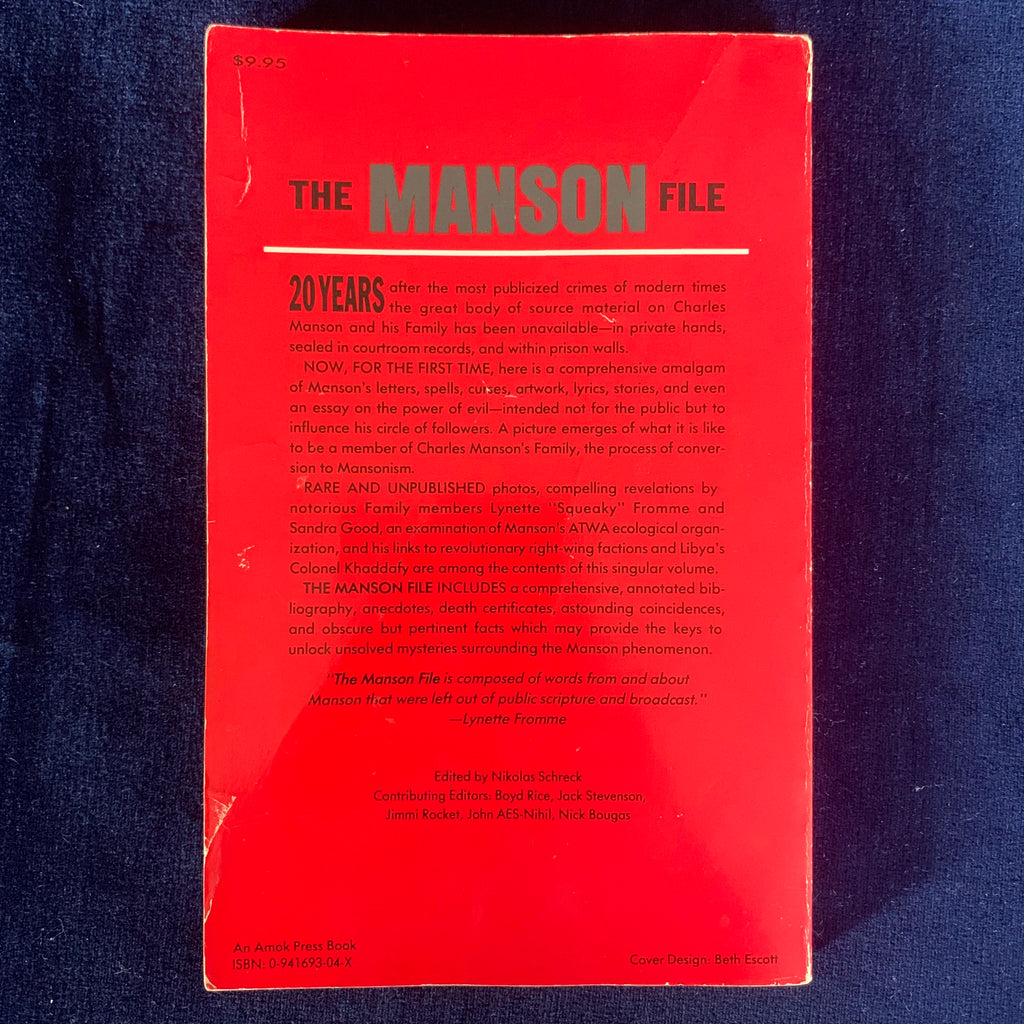 $9.95
THE MANSON FILE
20 YEARS after the most publicized crimes of modern times
the great body of source material on Charles
Manson and his Family has been unavailable—in private hands,
sealed in courtroom records, and within prison walls.
NOW, FOR THE FIRST TIME, here is a comprehensive amalgam
of Manson's letters, spells, curses, artwork, lyrics, stories, and even
an essay on the power of evil—intended not for the public but to
influence his circle of followers. A picture emerges of what it is like
to be a member of Charles Manson's Family, the process of conver-
sion to Mansonism.
RARE AND UNPUBLISHED photos, compelling revelations by
notorious Family members Lynette "Squeaky" Fromme and
Sandra Good, an examination of Manson's ATWA ecological organ-
ization, and his links to revolutionary right-wing factions and Libya's
Colonel Khaddafy are among the contents of this singular volume.
THE MANSON FILE INCLUDES a comprehensive, annotated bib-
liography, anecdotes, death certificates, astounding coincidences,
and obscure but pertinent facts which may provide the keys to
unlock unsolved mysteries surrounding the Manson phenomenon.
"The Manson File is composed of words from and about
Manson that were left out of public scripture and broadcast."
—Lynette Fromme
Edited by Nikolas Schreck
Contributing Editors: Boyd Rice, Jack Stevenson,
Jimmi Rocket, John AES-Nihil, Nick Bougas
An Amok Press Book
ISBN: 0-941693-04-X
Cover Design: Beth Escott